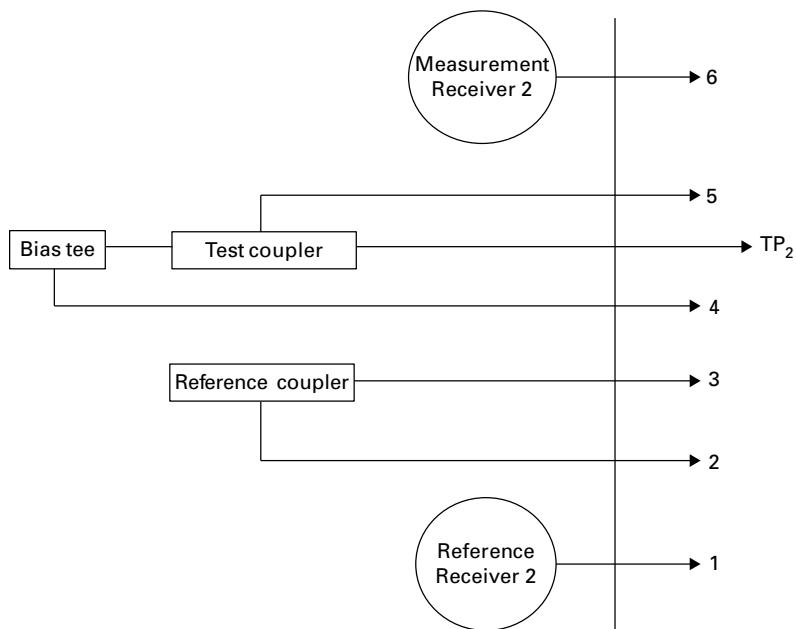 Measurement
Receiver 2
6
5
Bias tee
Test coupler
TP2
4
Reference coupler
3
2
Reference
Receiver 2
1